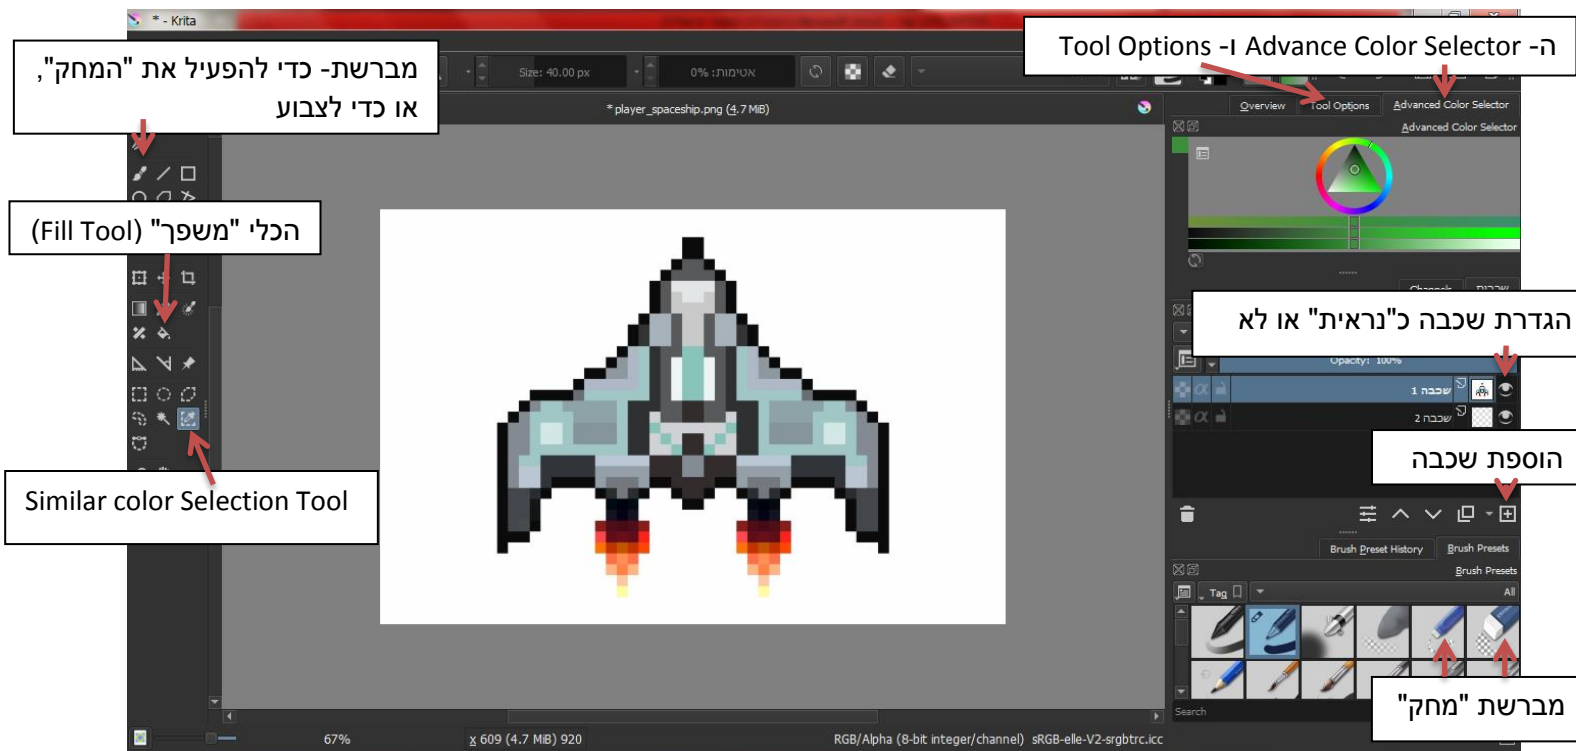 * - Krita
מברשת- כדי להפעיל את "המחק",
או כדי לצבוע
Size: 40.00 px
אטימות: 0%
ה- Advance Color Selector ו- Tool Options
* player_spaceship.png (4.7 MiB)
Overview
Tool Options
Advanced Color Selector
Advanced Color Selector
הכלי "משפך" (Fill Tool)
Channels
שכבות
הגדרת שכבה כ"נראית" או לא
Opacity: 100%
שכבה 1
שכבה 2
הוספת שכבה
Similar color Selection Tool
Brush Preset History
Brush Presets
Brush Presets
Tag
All
מברשת "מחק"
Search
67%
x 609 (4.7 MiB) 920
RGB/Alpha (8-bit integer/channel) sRGB-elle-V2-srgbtrc.icc